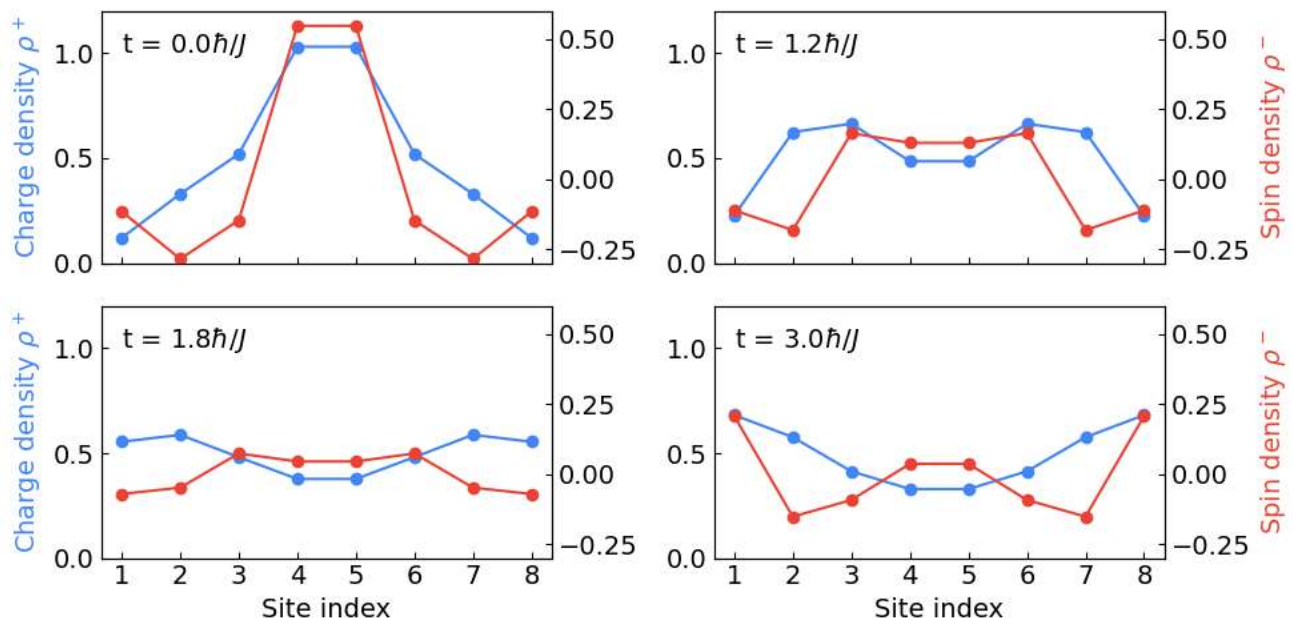 Charge density ρ⁺
t = 0.0ħ/J
1.0
0.5
0.0
0.50
0.25
0.00
−0.25
t = 1.2ħ/J
1.0
0.5
0.0
0.50
0.25
0.00
−0.25
Spin density ρ⁻
Charge density ρ⁺
t = 1.8ħ/J
1.0
0.5
0.0
0.50
0.25
0.00
−0.25
1 2 3 4 5 6 7 8
Site index
t = 3.0ħ/J
1.0
0.5
0.0
0.50
0.25
0.00
−0.25
1 2 3 4 5 6 7 8
Site index
Spin density ρ⁻